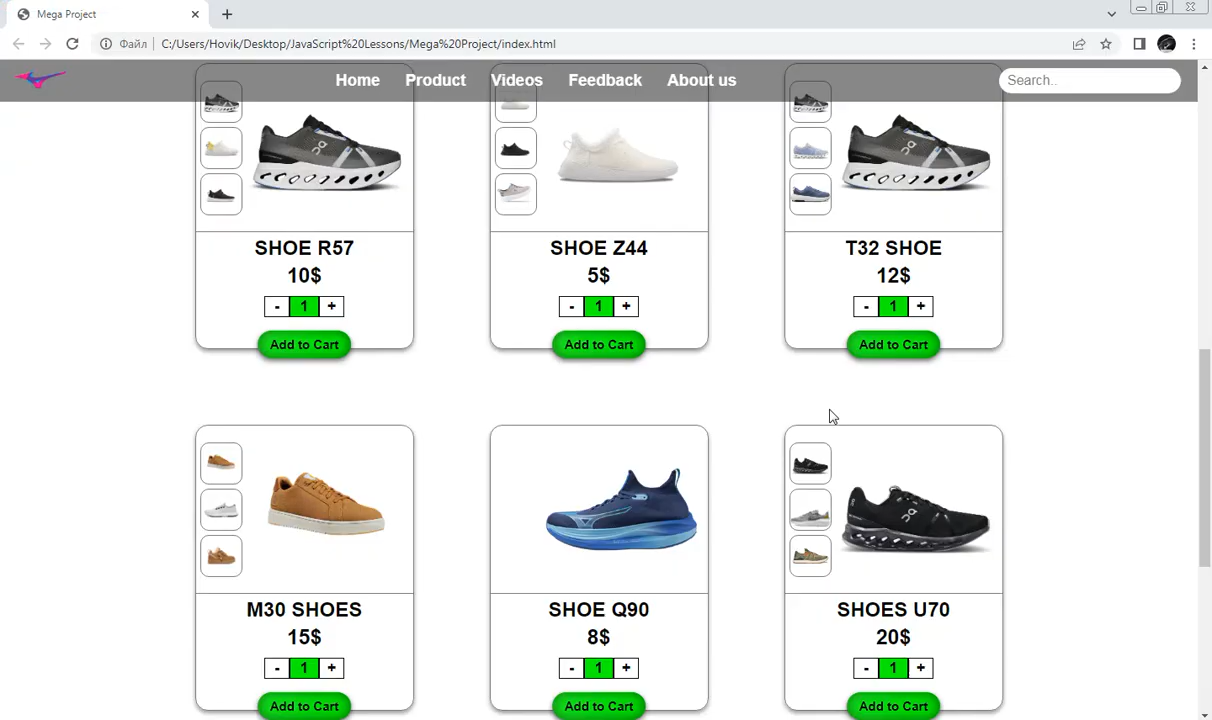 Mega Project
Файл
C:/Users/Hovik/Desktop/JavaScript%20Lessons/Mega%20Project/index.html
Home Product Videos Feedback About us
Search..
SHOE R57 SHOE Z44 T32 SHOE
10$ 5$ 12$
- 1 + - 1 + - 1 +
Add to Cart Add to Cart Add to Cart
M30 SHOES SHOE Q90 SHOES U70
15$ 8$ 20$
- 1 + - 1 + - 1 +
Add to Cart Add to Cart Add to Cart